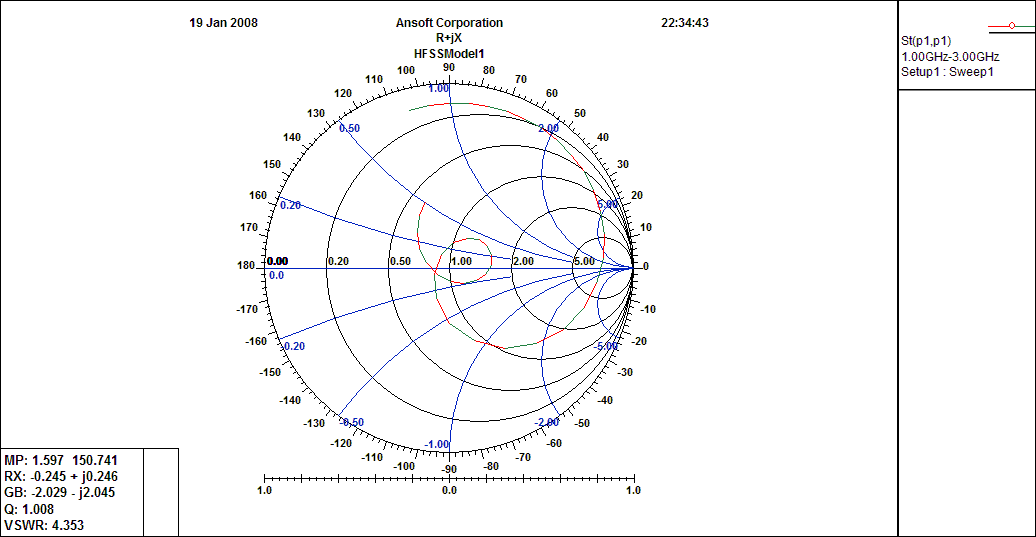 19 Jan 2008 Ansoft Corporation 22:34:43
R+jX
HFSSModel1
St(p1,p1)
1.00GHz-3.00GHz
Setup1 : Sweep1
90
100 80
110 70
120 60
130 50
140 40
150 30
160 20
170 10
180 0
-170 -10
-160 -20
-150 -30
-140 -40
-130 -50
-120 -60
-110 -70
-100 -80
-90
1.00
0.50 2.00
0.20 5.00
0.00 0.20 0.50 1.00 2.00 5.00
0.0
-0.20 -5.00
-0.50 -2.00
-1.00
1.0 0.0 1.0
MP: 1.597 150.741
RX: -0.245 + j0.246
GB: -2.029 - j2.045
Q: 1.008
VSWR: 4.353